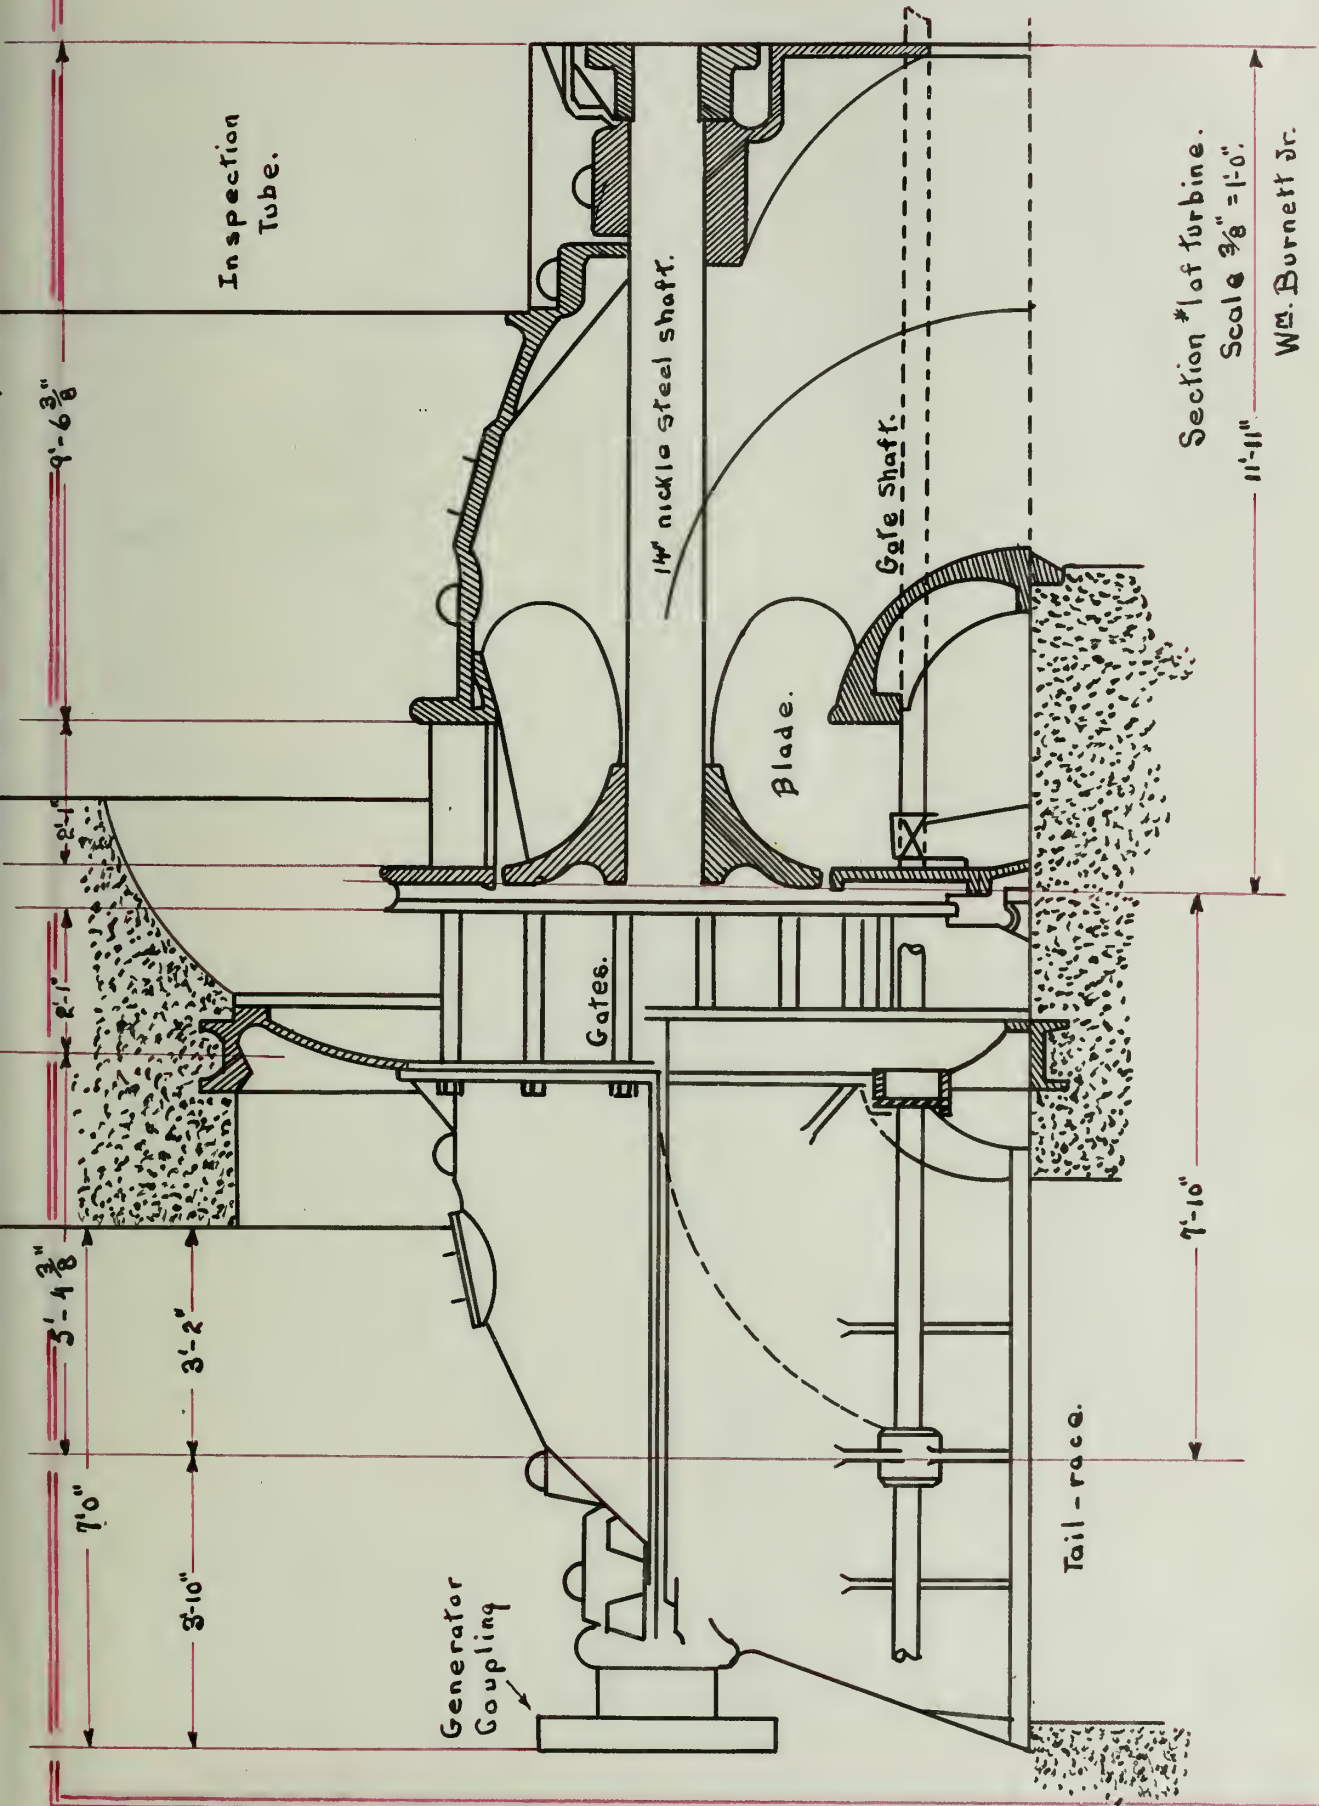 Inspection
Tube.
9'-6 3/8"
2'-1"
2'-1"
5'-4 3/8"
7'0"
3'-2"
3'-10"
Generator
Coupling
Gates.
14" nickle steel shaft.
Blade.
Gate shaft.
Tail-race.
7'-10"
11'-11"
Section #1 of turbine.
Scale 3/8" = 1'-0".
Wm. Burnett Jr.